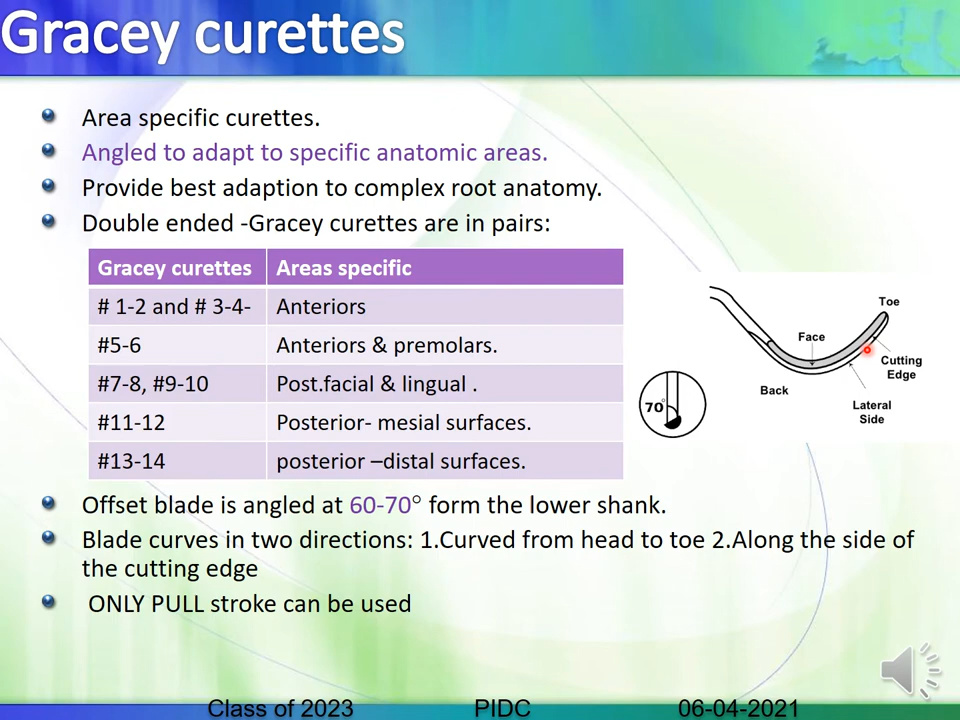 Gracey curettes
Area specific curettes.
Angled to adapt to specific anatomic areas.
Provide best adaption to complex root anatomy.
Double ended -Gracey curettes are in pairs:
Gracey curettes Areas specific
# 1-2 and # 3-4- Anteriors
#5-6 Anteriors & premolars.
#7-8, #9-10 Post.facial & lingual .
#11-12 Posterior- mesial surfaces.
#13-14 posterior –distal surfaces.
Toe
Face
Cutting
Edge
Back
Lateral
Side
70°
Offset blade is angled at 60-70° form the lower shank.
Blade curves in two directions: 1.Curved from head to toe 2.Along the side of
the cutting edge
ONLY PULL stroke can be used
Class of 2023 PIDC 06-04-2021